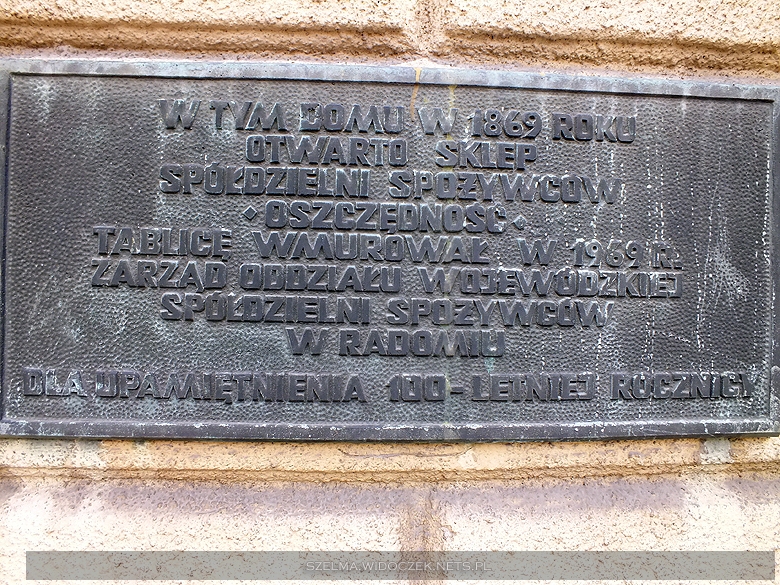 W TYM DOMU W 1869 ROKU
OTWARTO SKLEP
SPÓŁDZIELNI SPOŻYWCÓW
◆OSZCZĘDNOŚĆ◆
TABLICĘ WMUROWAŁ W 1969 R.
ZARZĄD ODDZIAŁU WOJEWÓDZKIEJ
SPÓŁDZIELNI SPOŻYWCÓW
W RADOMIU
DLA UPAMIĘTNIENIA 100-LETNIEJ ROCZNICY
SZELMA.WIDOCZEK.NETS.PL